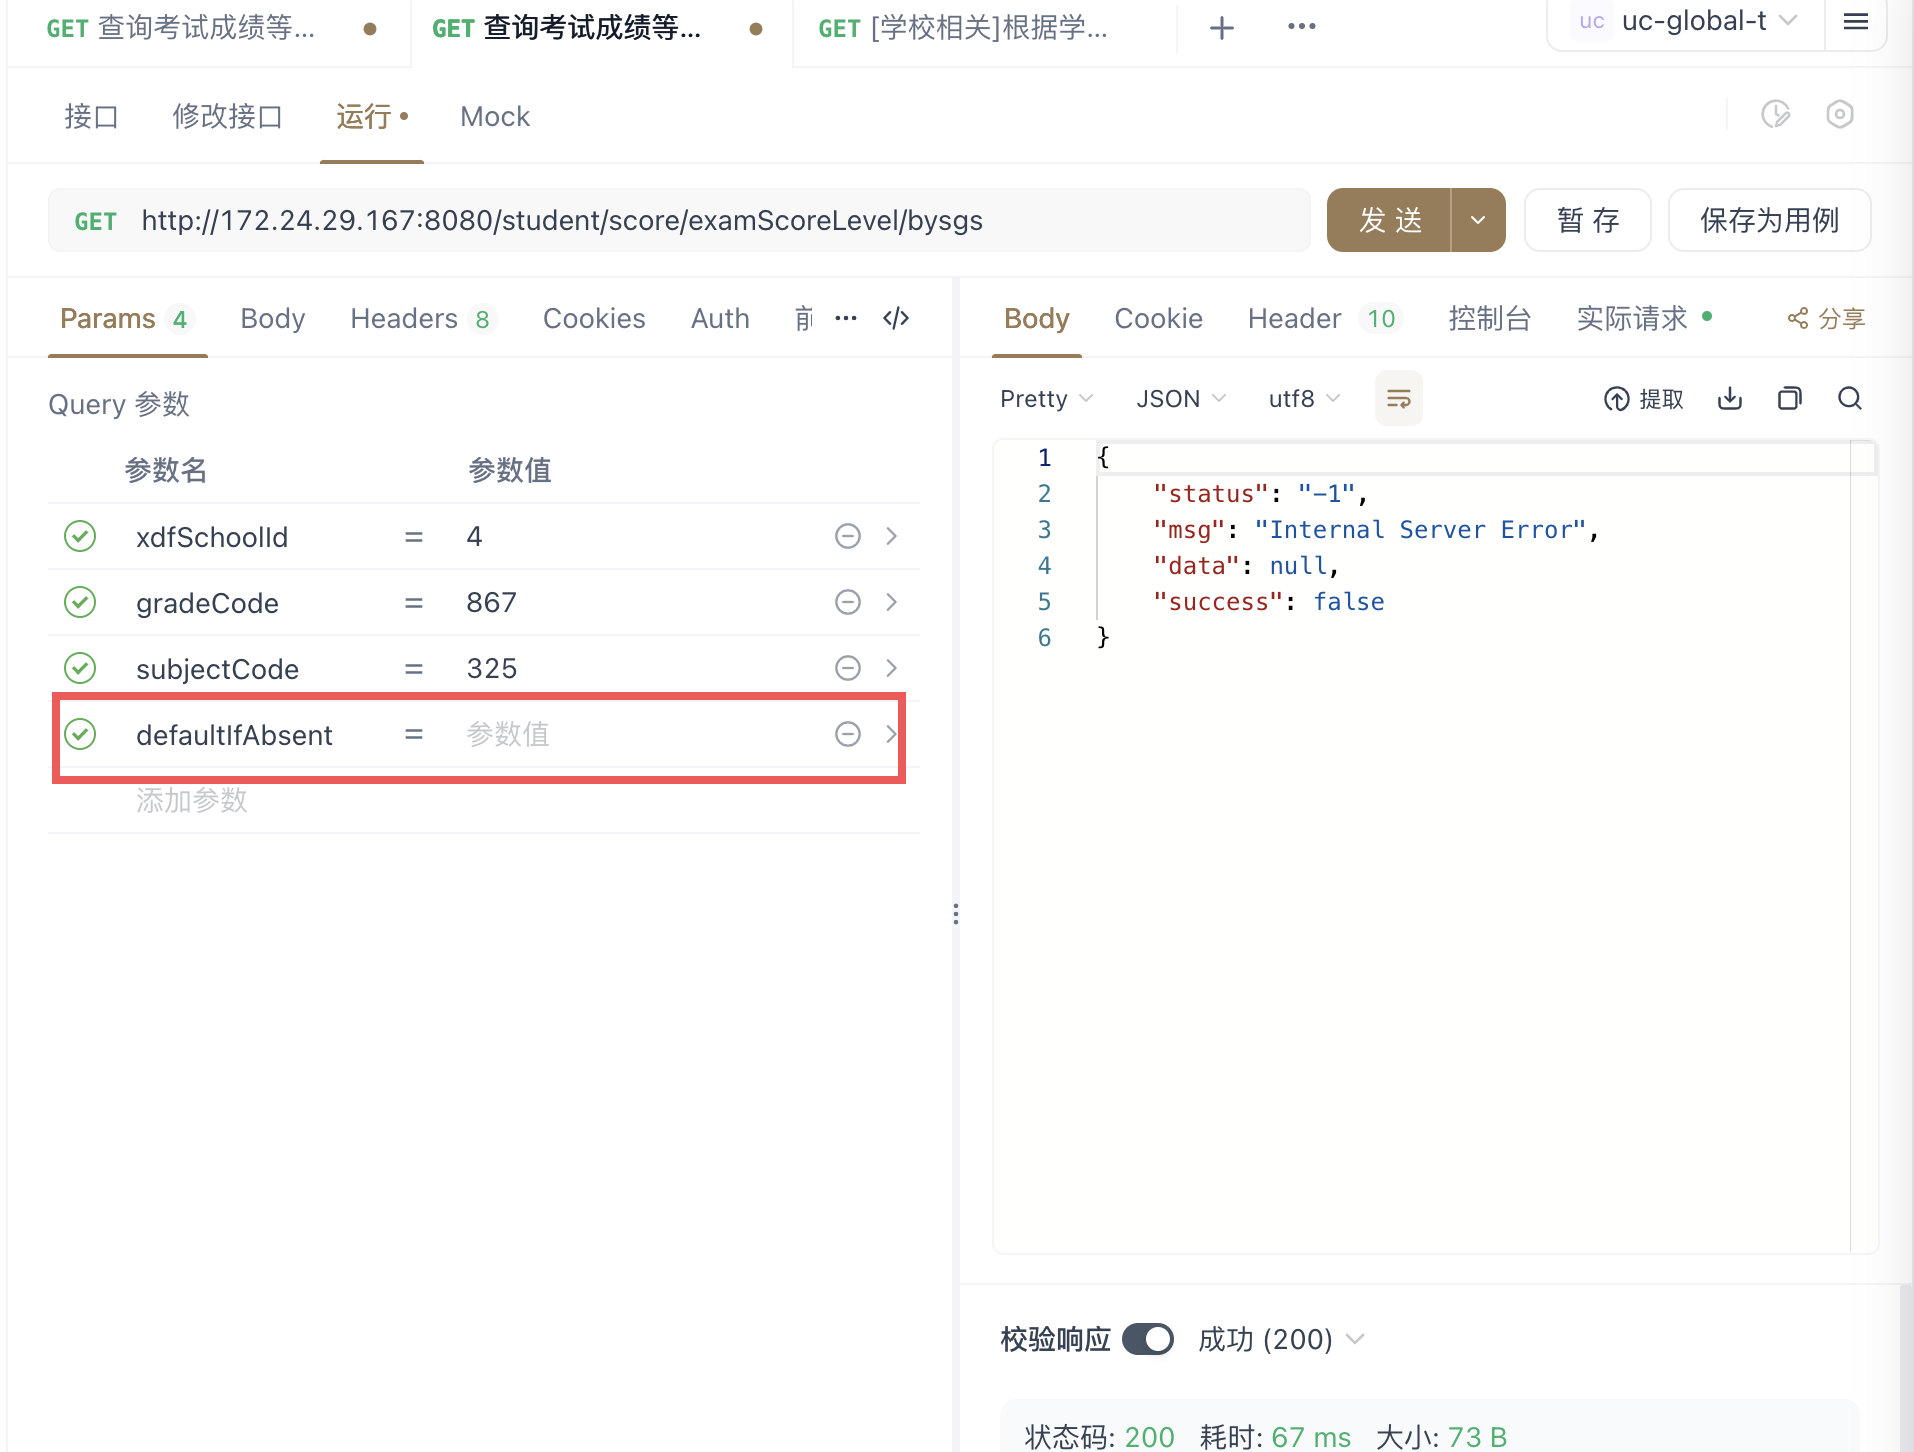 GET 查询考试成绩等... GET 查询考试成绩等... GET [学校相关]根据学... uc uc-global-t
接口 修改接口 运行 Mock
GET http://172.24.29.167:8080/student/score/examScoreLevel/bysgs 发 送 暂 存 保存为用例
Params 4 Body Headers 8 Cookies Auth ... </>
Body Cookie Header 10 控制台 实际请求 分享
Query 参数
参数名 参数值
xdfSchoolId = 4
gradeCode = 867
subjectCode = 325
defaultIfAbsent = 参数值
添加参数
Pretty JSON utf8 提取
1 {
2 "status": "-1",
3 "msg": "Internal Server Error",
4 "data": null,
5 "success": false
6 }
校验响应 成功 (200)
状态码: 200 耗时: 67 ms 大小: 73 B